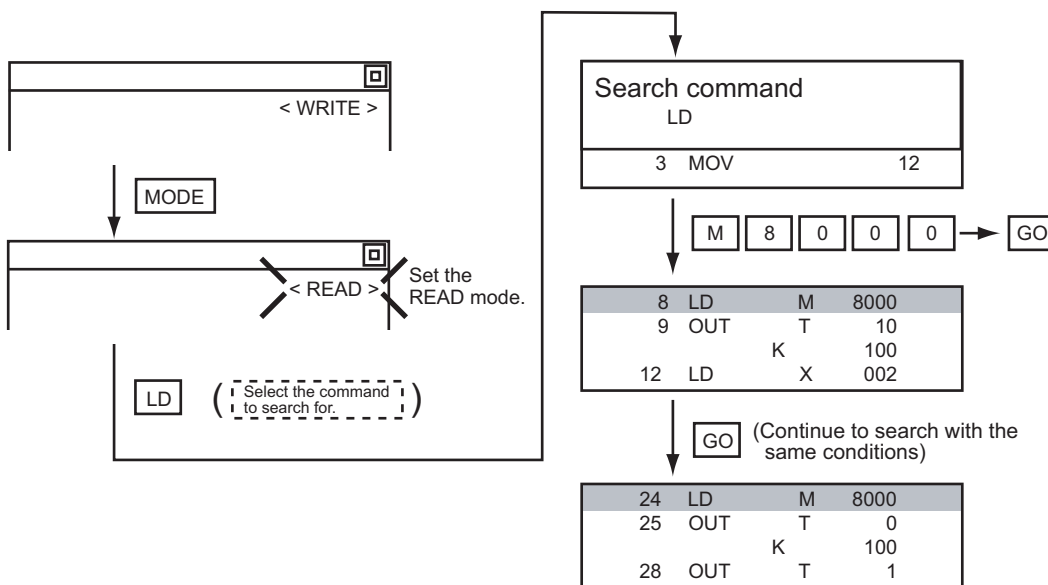 < WRITE >
MODE
< READ >
Set the
READ mode.
LD
( Select the command
to search for. )
Search command
LD
3 MOV 12
M 8 0 0 0 GO
8 LD M 8000
9 OUT T 10
K 100
12 LD X 002
GO (Continue to search with the
same conditions)
24 LD M 8000
25 OUT T 0
K 100
28 OUT T 1